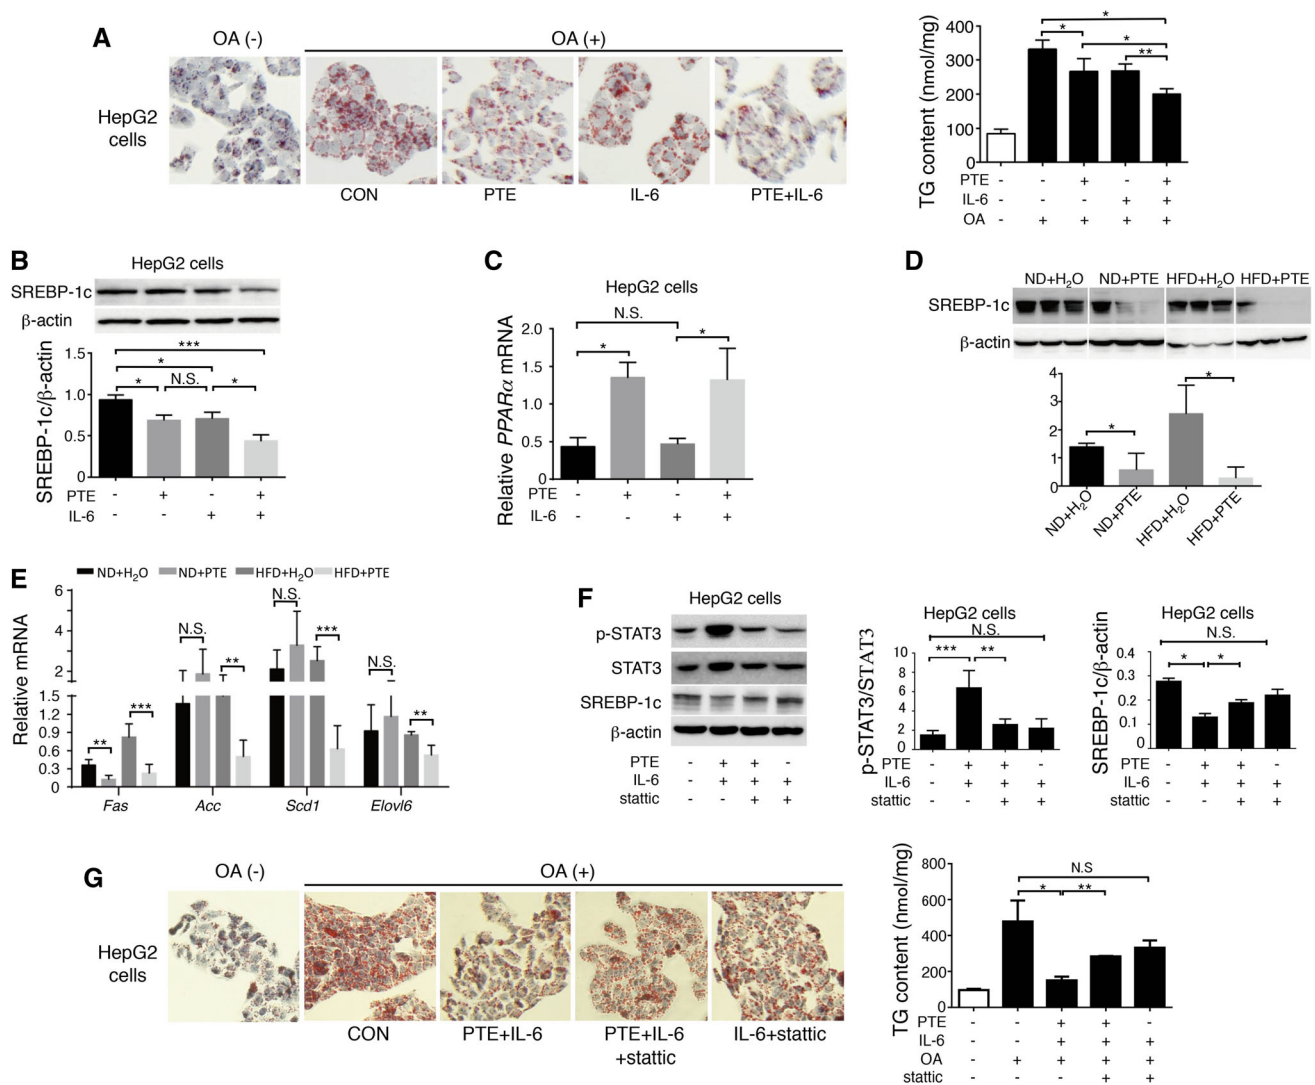 A
OA (-)
OA (+)
HepG2
cells
CON
PTE
IL-6
PTE+IL-6
TG content (nmol/mg)
400
300
200
100
0
*
*
*
**
PTE - - + - +
IL-6 - - - + +
OA - + + + +
B
HepG2 cells
SREBP-1c
β-actin
SREBP-1c/β-actin
1.5
1.0
0.5
0
***
*
* N.S. *
PTE - + - +
IL-6 - - + +
C
HepG2 cells
Relative PPARα mRNA
2.0
1.5
1.0
0.5
0
N.S.
* *
PTE - + - +
IL-6 - - + +
D
ND+H2O ND+PTE HFD+H2O HFD+PTE
SREBP-1c
β-actin
4
3
2
1
0
*
*
ND+H2O
ND+PTE
HFD+H2O
HFD+PTE
E
ND+H2O ND+PTE HFD+H2O HFD+PTE
Relative mRNA
6
4
2
1.5
1.2
0.9
0.6
0.3
0
** ***
N.S. **
N.S. ***
N.S. **
Fas Acc Scd1 Elovl6
F
HepG2 cells
p-STAT3
STAT3
SREBP-1c
β-actin
PTE - + + -
IL-6 - + + +
stattic - - + +
HepG2 cells
p-STAT3/STAT3
10
8
6
4
2
0
N.S.
*** **
PTE - + + -
IL-6 - + + +
stattic - - + +
HepG2 cells
SREBP-1c/β-actin
0.4
0.3
0.2
0.1
0
N.S.
* *
PTE - + + -
IL-6 - + + +
stattic - - + +
G
OA (-)
OA (+)
HepG2
cells
CON
PTE+IL-6
PTE+IL-6
+stattic
IL-6+stattic
TG content (nmol/mg)
800
600
400
200
0
N.S
* **
PTE - - + + -
IL-6 - - + + +
OA - + + + +
stattic - - - + +